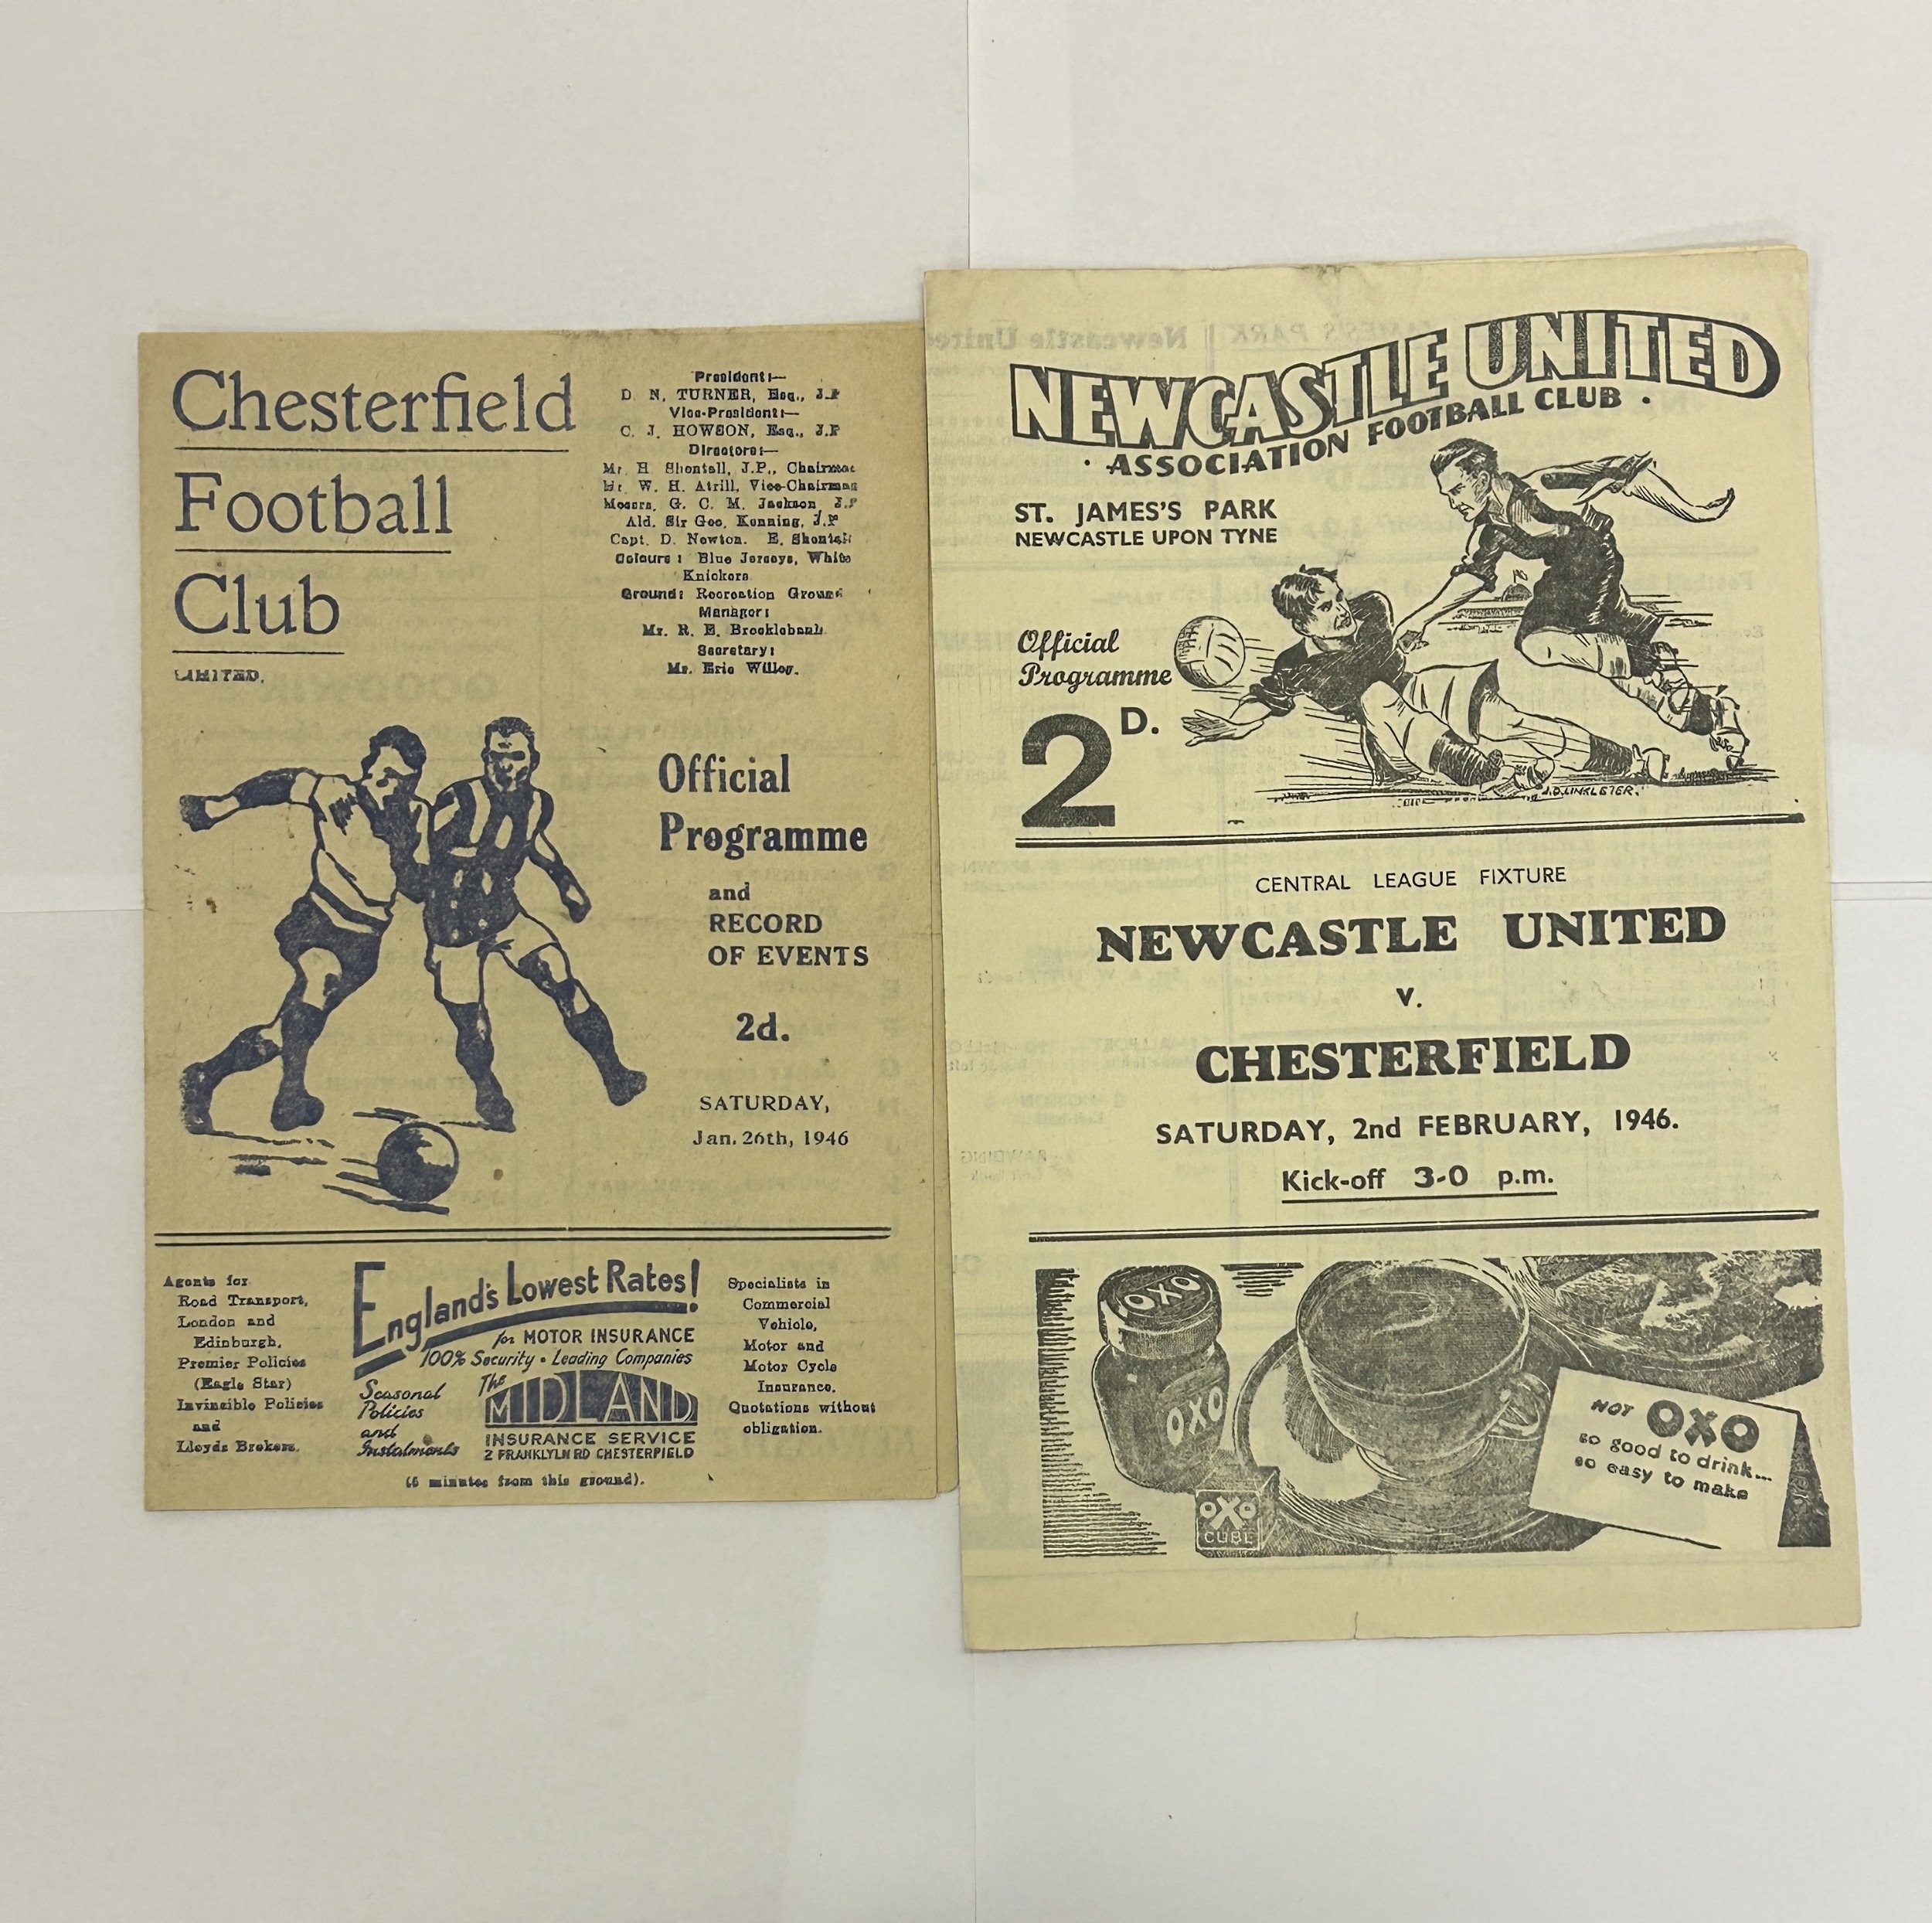 Chesterfield
Football
Club
LIMITED.
President:—
D. N. TURNER, Esq., J.P
Vice-President:—
C. J. HOWSON, Esq., J.P
Directors:—
Mr. H. Shentall, J.P., Chairman
Mr. W. H. Atrill, Vice-Chairman
Messrs. G. C. M. Jackson J.P
Ald. Sir Geo. Kenning, J.P
Capt. D. Newton. E. Shentall
Colours: Blue Jerseys, White
Knickers
Ground: Recreation Ground
Manager:
Mr. R. E. Brocklebank
Secretary:
Mr. Eric Willog.
Official
Programme
and
RECORD
OF EVENTS
2d.
SATURDAY,
Jan. 26th, 1946
Agents for
Road Transport,
London and
Edinburgh,
Premier Policies
(Eagle Star)
Invincible Policies
and
Lloyds Brokers.
England's Lowest Rates!
for MOTOR INSURANCE
100% Security • Leading Companies
Seasonal
Policies
and
Instalments
The
MIDLAND
INSURANCE SERVICE
2 FRANKLYN RD CHESTERFIELD
(5 minutes from this ground).
Specialists in
Commercial
Vehicle,
Motor and
Motor Cycle
Insurance.
Quotations without
obligation.
NEWCASTLE UNITED
· ASSOCIATION FOOTBALL CLUB ·
ST. JAMES'S PARK
NEWCASTLE UPON TYNE
Official
Programme
2D.
J.D. LINKLETER.
CENTRAL LEAGUE FIXTURE
NEWCASTLE UNITED
v.
CHESTERFIELD
SATURDAY, 2nd FEBRUARY, 1946.
Kick-off 3-0 p.m.
OXO
OXO
OXO
CUBE
HOT OXO
so good to drink...
so easy to make